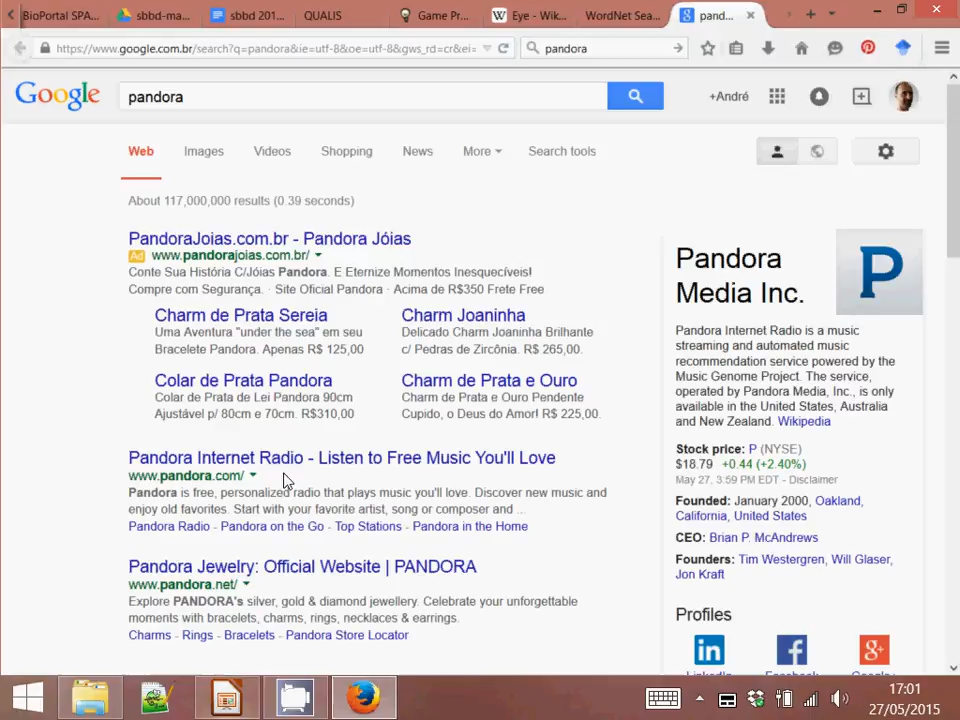 BioPortal SPA...
sbbd-ma...
sbbd 201...
QUALIS
Game Pr...
Eye - Wik...
WordNet Sea...
pand...
https://www.google.com.br/search?q=pandora&ie=utf-8&oe=utf-8&gws_rd=cr&ei=
pandora
Google
pandora
+André
Web
Images
Videos
Shopping
News
More
Search tools
About 117,000,000 results (0.39 seconds)
PandoraJoias.com.br - Pandora Jóias
Ad www.pandorajoias.com.br/
Conte Sua História C/Jóias Pandora. E Eternize Momentos Inesquecíveis!
Compre com Segurança. · Site Oficial Pandora · Acima de R$350 Frete Free
Charm de Prata Sereia
Uma Aventura "under the sea" em seu
Bracelete Pandora. Apenas R$ 125,00
Charm Joaninha
Delicado Charm Joaninha Brilhante
c/ Pedras de Zircônia. R$ 265,00.
Colar de Prata Pandora
Colar de Prata de Lei Pandora 90cm
Ajustável p/ 80cm e 70cm. R$310,00
Charm de Prata e Ouro
Charm de Prata e Ouro Pendente
Cupido, o Deus do Amor! R$ 225,00.
Pandora Internet Radio - Listen to Free Music You'll Love
www.pandora.com/
Pandora is free, personalized radio that plays music you'll love. Discover new music and
enjoy old favorites. Start with your favorite artist, song or composer and ...
Pandora Radio - Pandora on the Go - Top Stations - Pandora in the Home
Pandora Jewelry: Official Website | PANDORA
www.pandora.net/
Explore PANDORA's silver, gold & diamond jewellery. Celebrate your unforgettable
moments with bracelets, charms, rings, necklaces & earrings.
Charms - Rings - Bracelets - Pandora Store Locator
Pandora
Media Inc.
P
Pandora Internet Radio is a music
streaming and automated music
recommendation service powered by the
Music Genome Project. The service,
operated by Pandora Media, Inc., is only
available in the United States, Australia
and New Zealand. Wikipedia
Stock price: P (NYSE)
$18.79 +0.44 (+2.40%)
May 27, 3:59 PM EDT - Disclaimer
Founded: January 2000, Oakland,
California, United States
CEO: Brian P. McAndrews
Founders: Tim Westergren, Will Glaser,
Jon Kraft
Profiles
17:01
27/05/2015